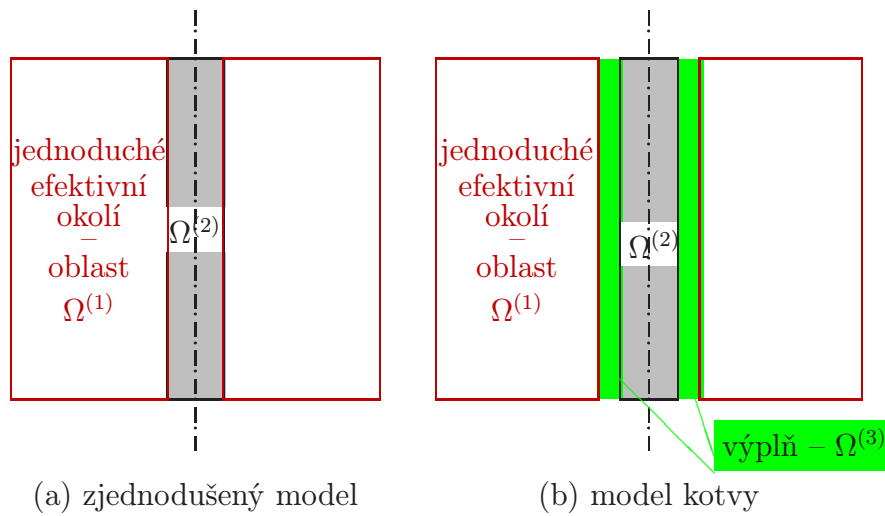 jednoduché
efektivní
okolí
–
oblast
Ω⁽¹⁾
Ω⁽²⁾
(a) zjednodušený model
jednoduché
efektivní
okolí
–
oblast
Ω⁽¹⁾
Ω⁽²⁾
výplň – Ω⁽³⁾
(b) model kotvy